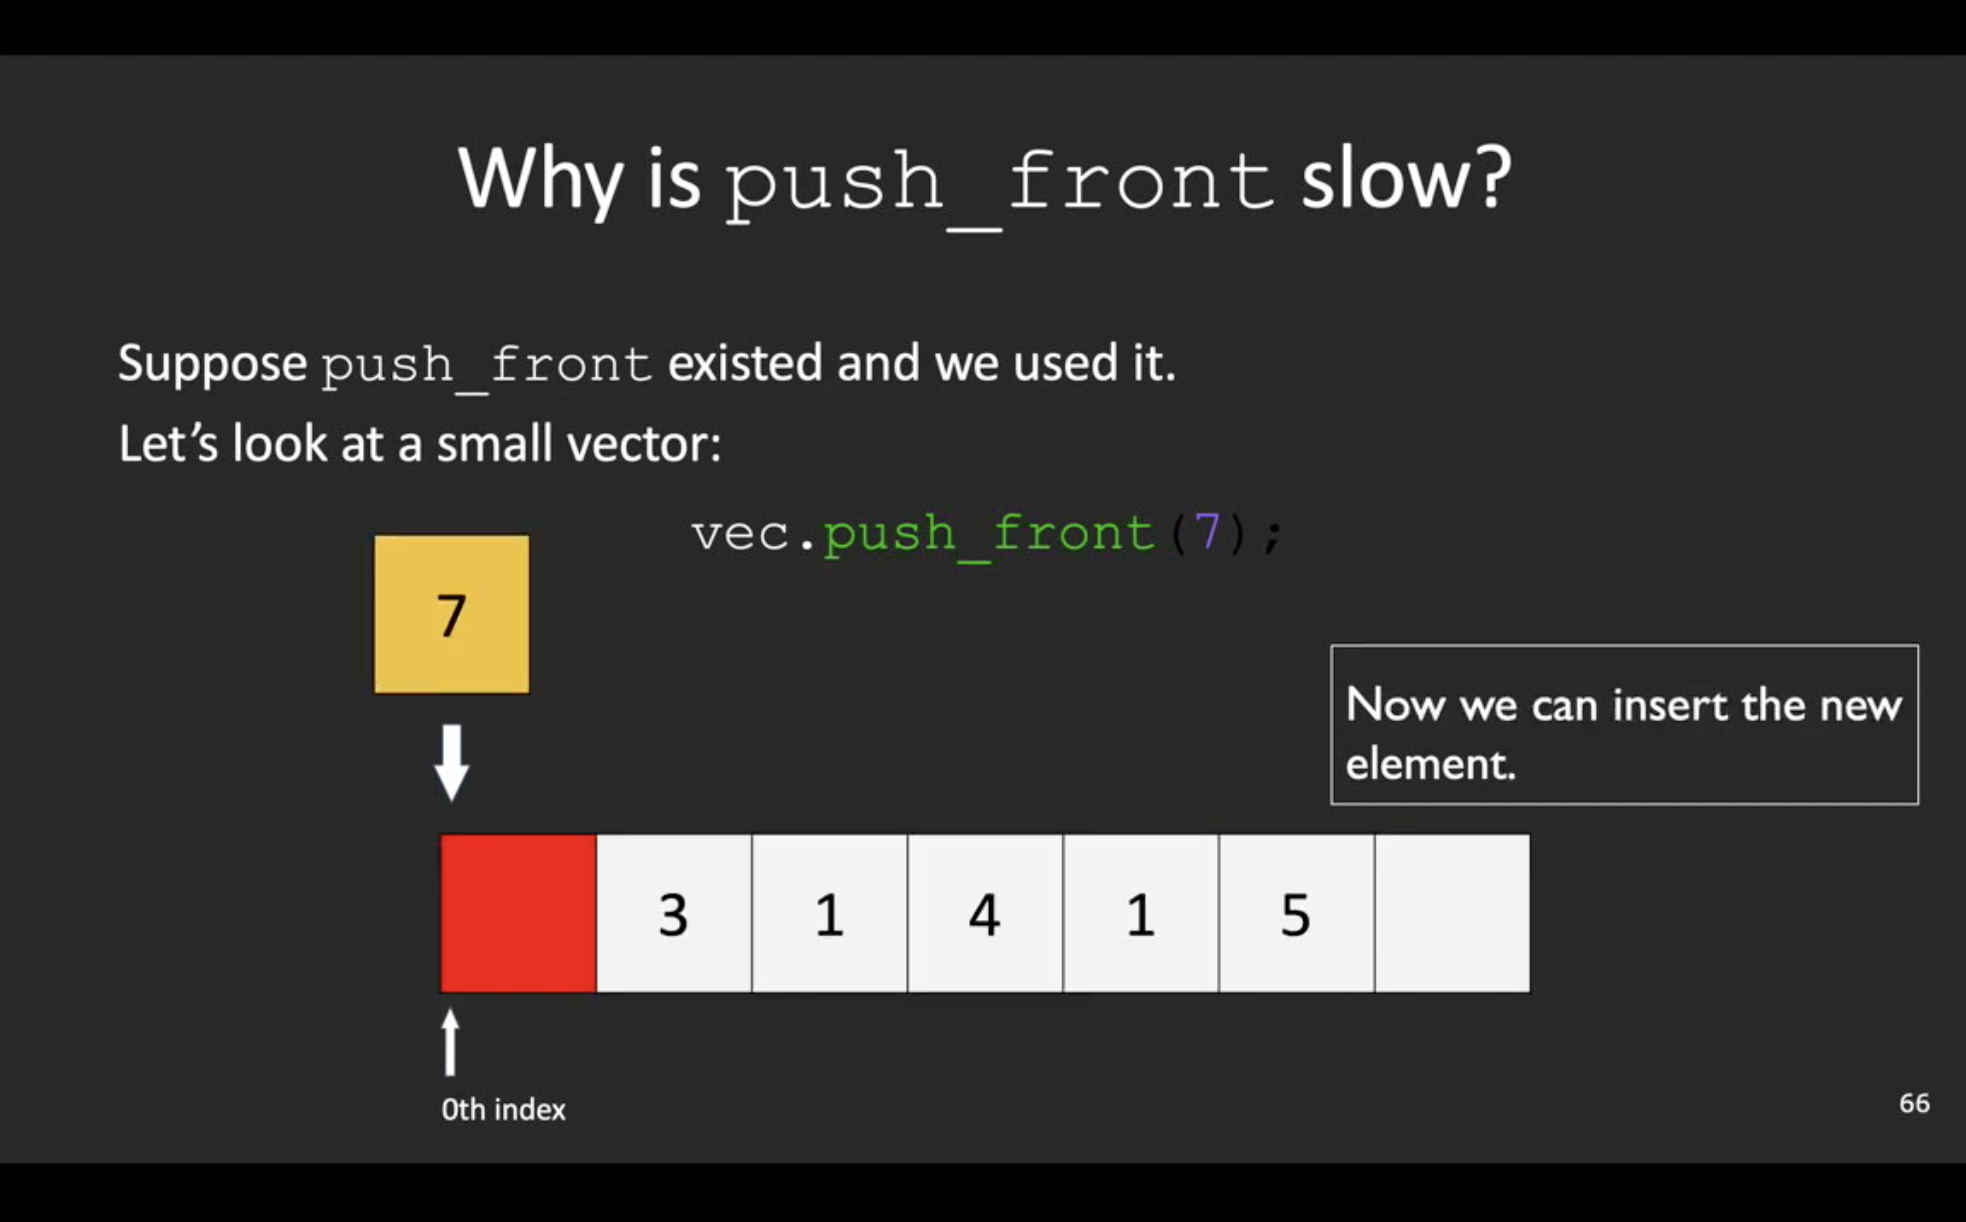 Why is push_front slow?
Suppose push_front existed and we used it.
Let’s look at a small vector:
vec.push_front(7);
7
Now we can insert the new
element.
3 1 4 1 5
0th index
66